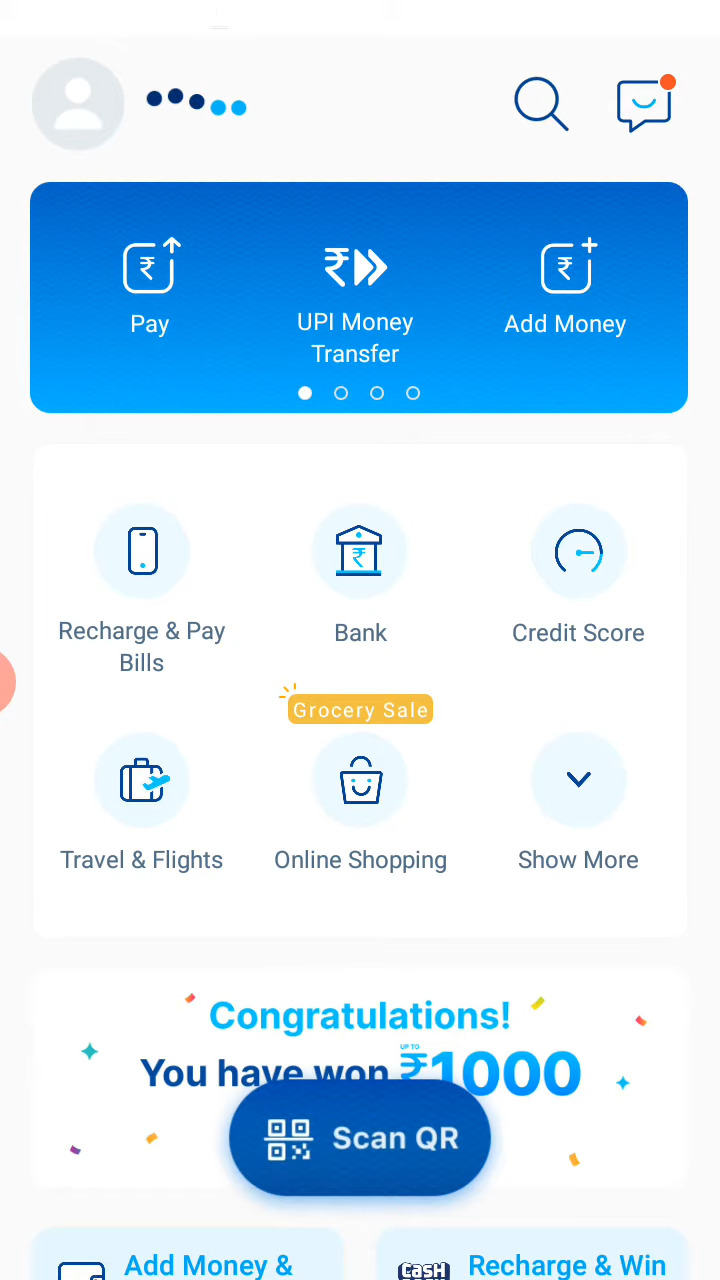 Pay
UPI Money
Transfer
Add Money
Recharge & Pay
Bills
Bank
Credit Score
Grocery Sale
Travel & Flights
Online Shopping
Show More
Congratulations!
You have won UP TO ₹1000
Scan QR
Add Money &
CASH
Recharge & Win